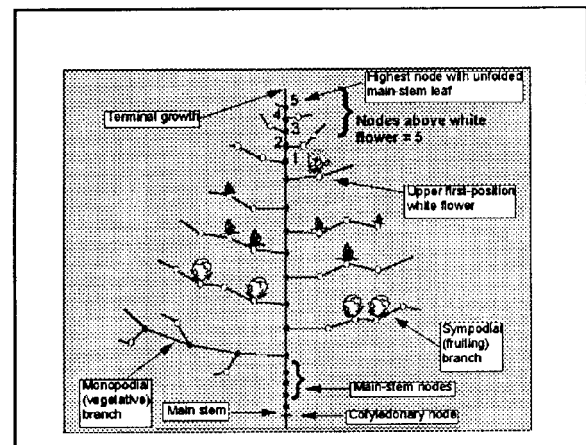 Highest node with unfolded
main-stem leaf
Terminal growth
5
4
3
2
1
Nodes above white
flower = 5
Upper first-position
white flower
Sympodial
(fruiting)
branch
Monopodial
(vegetative)
branch
Main-stem nodes
Main stem
Cotyledonary node